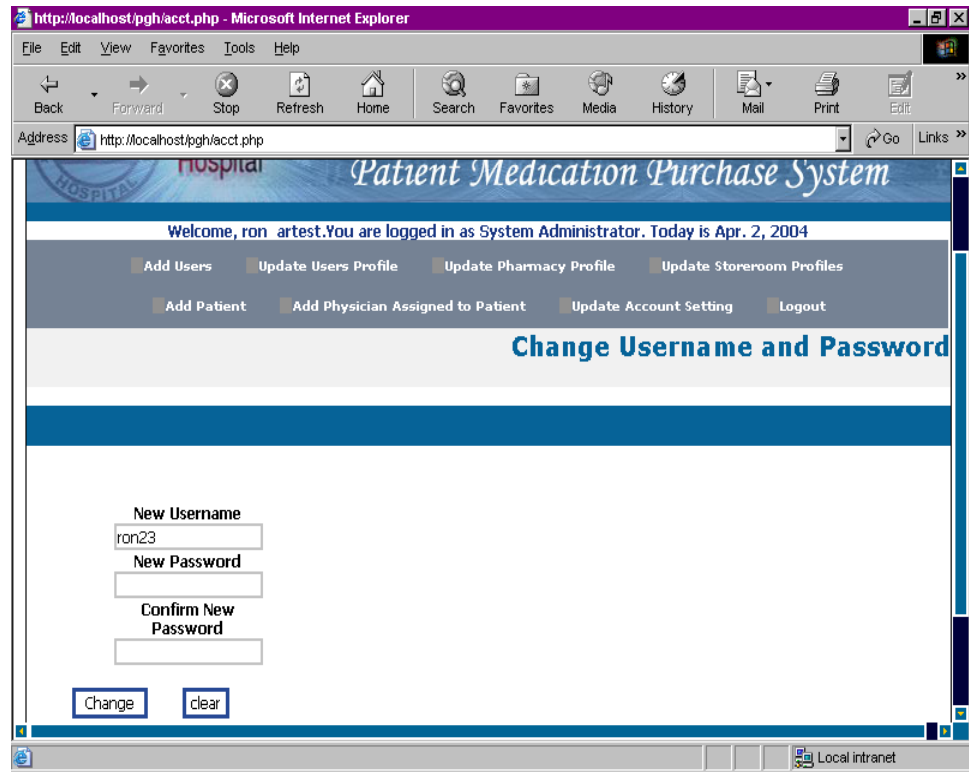 http://localhost/pgh/acct.php - Microsoft Internet Explorer
File Edit View Favorites Tools Help
Back Forward Stop Refresh Home Search Favorites Media History Mail Print Edit »
Address http://localhost/pgh/acct.php Go Links »
HOSPITAL Hospital Patient Medication Purchase System
Welcome, ron artest.You are logged in as System Administrator. Today is Apr. 2, 2004
Add Users Update Users Profile Update Pharmacy Profile Update Storeroom Profiles
Add Patient Add Physician Assigned to Patient Update Account Setting Logout
Change Username and Password
New Username
ron23
New Password
Confirm New
Password
Change clear
Local intranet